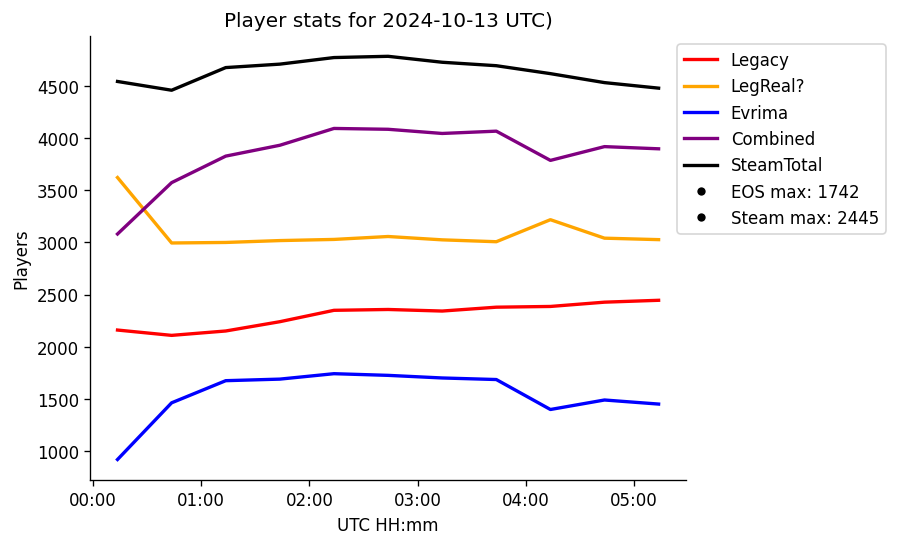 Player stats for 2024-10-13 UTC)
Players
4500
4000
3500
3000
2500
2000
1500
1000
00:00 01:00 02:00 03:00 04:00 05:00
UTC HH:mm
Legacy
LegReal?
Evrima
Combined
SteamTotal
EOS max: 1742
Steam max: 2445